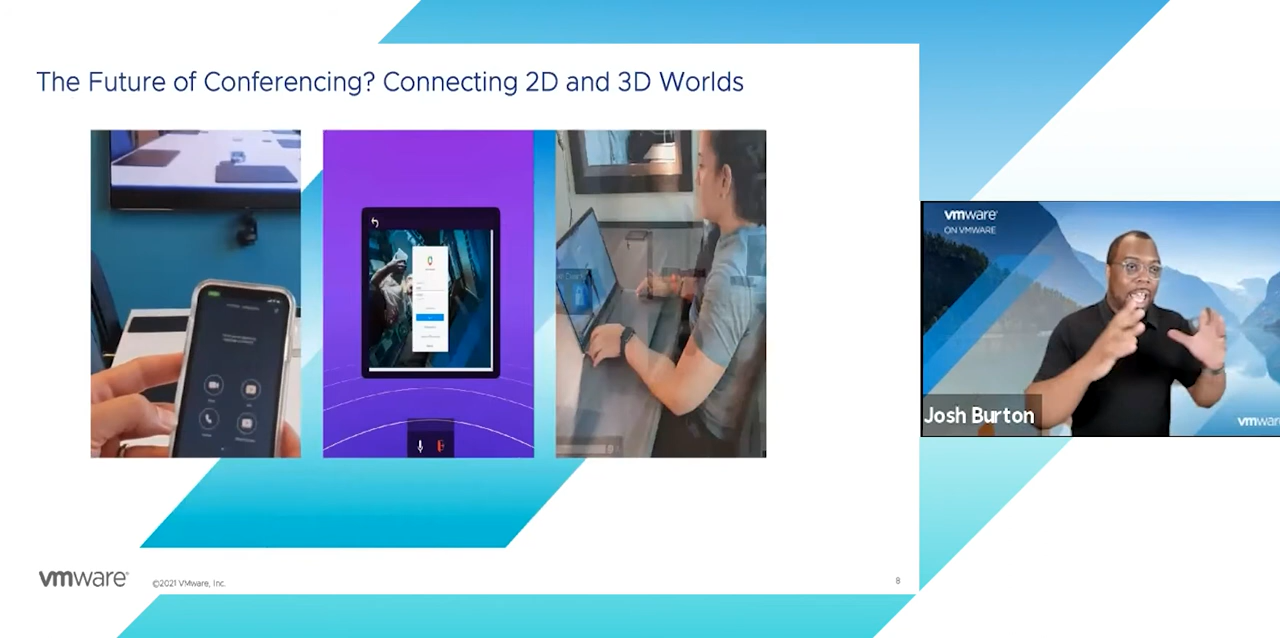 The Future of Conferencing? Connecting 2D and 3D Worlds
vmware®
ON VMWARE
Josh Burton
vmwar
vmware®
©2021 VMware, Inc.
8